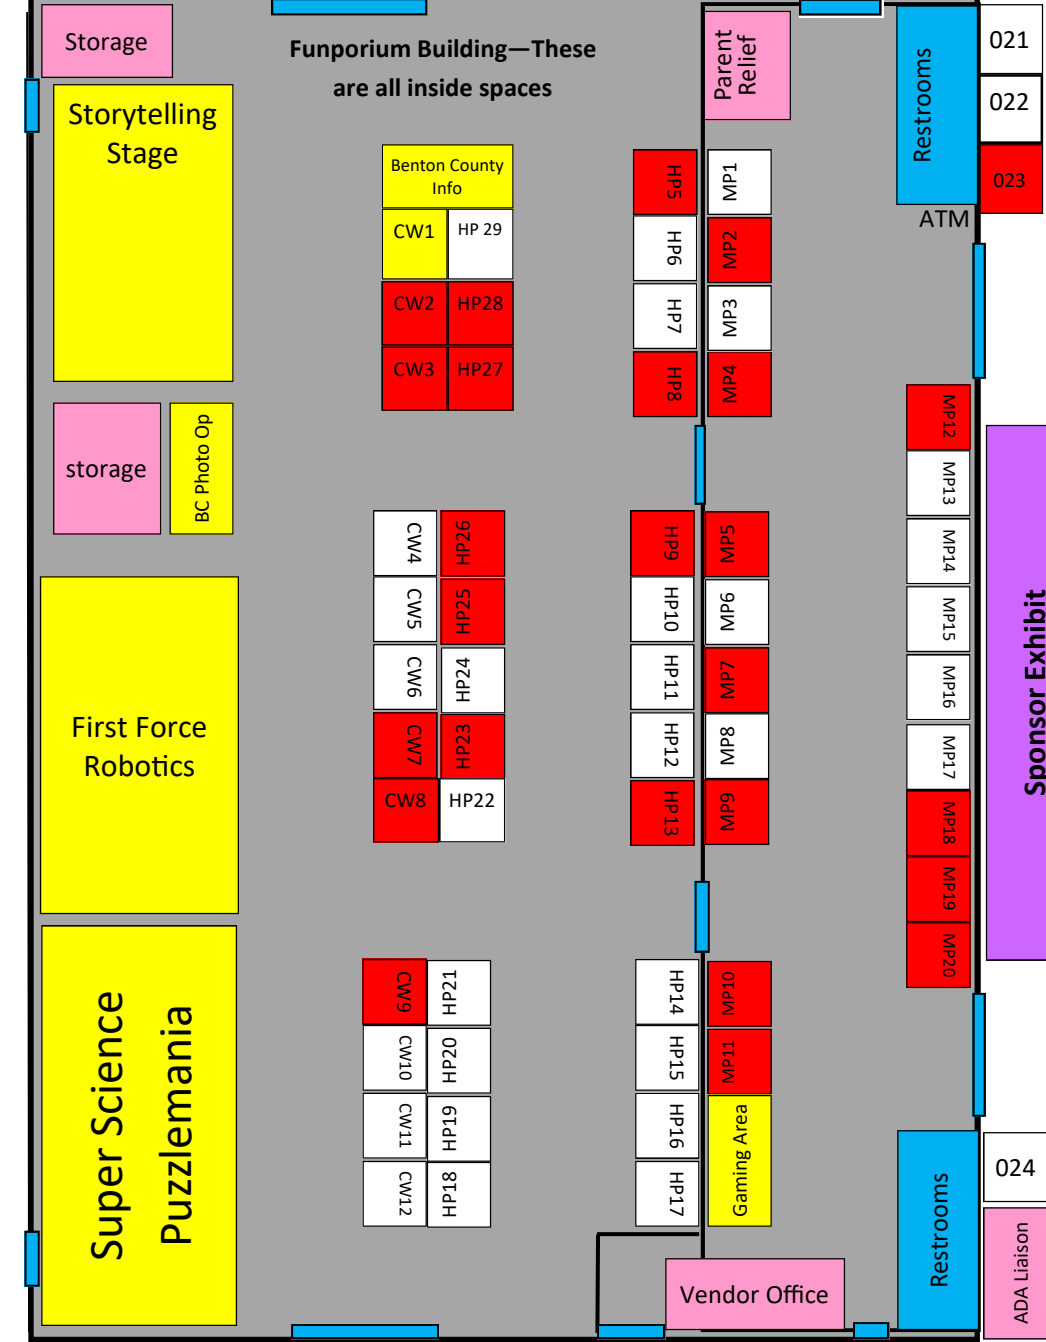 Storage
Funporium Building—These
are all inside spaces
Parent
Relief
Restrooms
021
022
023
ATM
Storytelling
Stage
Benton County
Info
CW1
HP 29
CW2
HP28
CW3
HP27
HP5
MP1
HP6
MP2
HP7
MP3
HP8
MP4
storage
BC Photo Op
MP12
MP13
MP14
MP15
MP16
MP17
MP18
MP19
MP20
Sponsor Exhibit
CW4
HP26
CW5
HP25
CW6
HP24
CW7
HP23
CW8
HP22
HP9
MP5
HP10
MP6
HP11
MP7
HP12
MP8
HP13
MP9
First Force
Robotics
Super Science
Puzzlemania
CW9
HP21
CW10
HP20
CW11
HP19
CW12
HP18
HP14
MP10
HP15
MP11
HP16
HP17
Gaming Area
Vendor Office
Restrooms
024
ADA Liaison